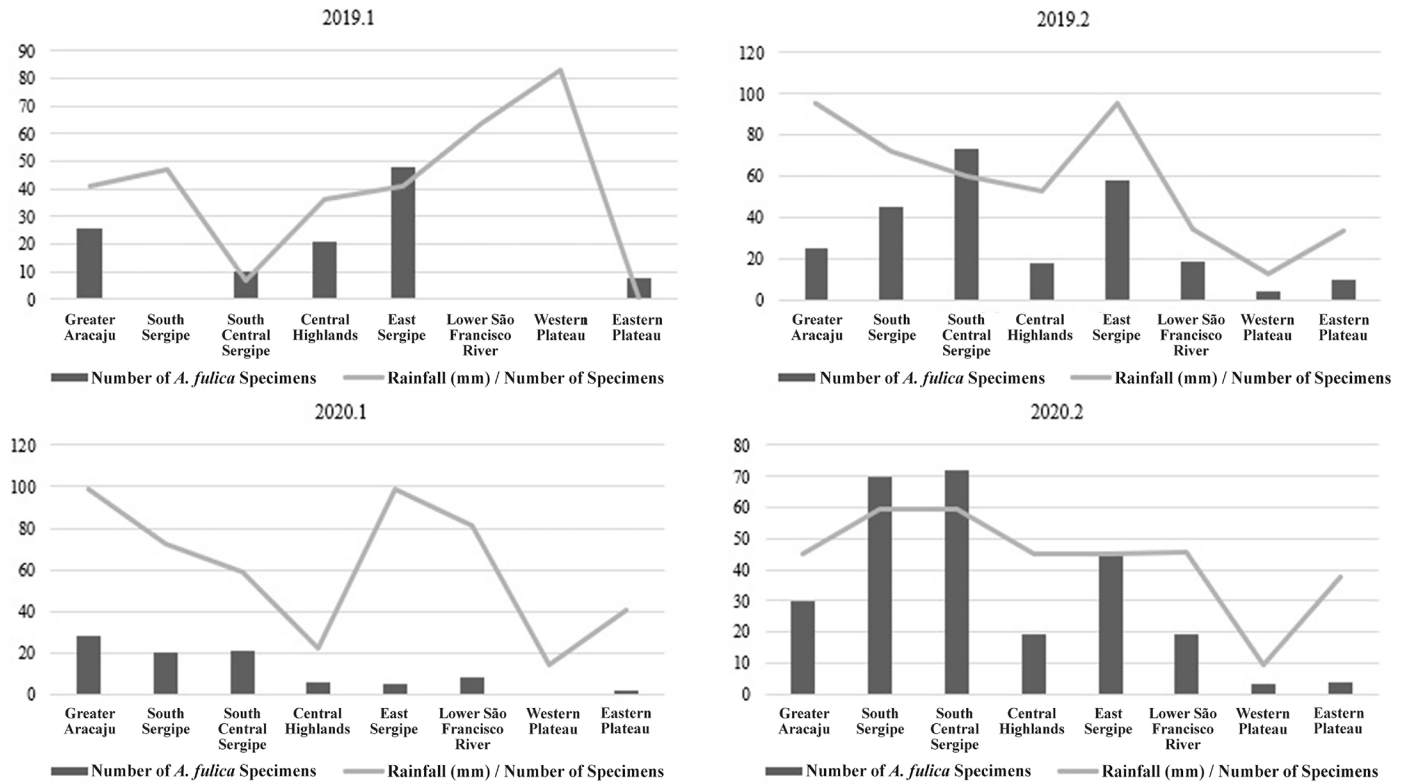 2019.1
90
80
70
60
50
40
30
20
10
0
Greater
Aracaju
South
Sergipe
South
Central
Sergipe
Central
Highlands
East
Sergipe
Lower São
Francisco
River
Western
Plateau
Eastern
Plateau
Number of A. fulica Specimens
Rainfall (mm) / Number of Specimens
2019.2
120
100
80
60
40
20
0
Greater
Aracaju
South
Sergipe
South
Central
Sergipe
Central
Highlands
East
Sergipe
Lower São
Francisco
River
Western
Plateau
Eastern
Plateau
Number of A. fulica Specimens
Rainfall (mm) / Number of Specimens
2020.1
120
100
80
60
40
20
0
Greater
Aracaju
South
Sergipe
South
Central
Sergipe
Central
Highlands
East
Sergipe
Lower São
Francisco
River
Western
Plateau
Eastern
Plateau
Number of A. fulica Specimens
Rainfall (mm) / Number of Specimens
2020.2
80
70
60
50
40
30
20
10
0
Greater
Aracaju
South
Sergipe
South
Central
Sergipe
Central
Highlands
East
Sergipe
Lower São
Francisco
River
Western
Plateau
Eastern
Plateau
Number of A. fulica Specimens
Rainfall (mm) / Number of Specimens